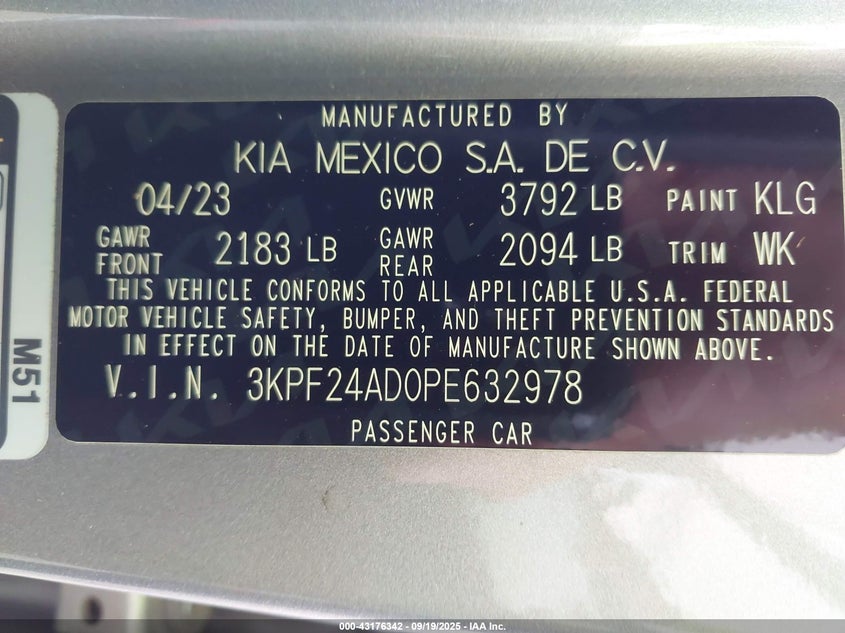 MANUFACTURED BY
KIA MEXICO S.A. DE C.V.
04/23 GVWR 3792 LB PAINT KLG
GAWR FRONT 2183 LB GAWR REAR 2094 LB TRIM WK
THIS VEHICLE CONFORMS TO ALL APPLICABLE U.S.A. FEDERAL
MOTOR VEHICLE SAFETY, BUMPER, AND THEFT PREVENTION STANDARDS
IN EFFECT ON THE DATE OF MANUFACTURE SHOWN ABOVE.
V.I.N. 3KPF24AD0PE632978
PASSENGER CAR
M51
000-43176342 - 09/19/2025 - IAA Inc.